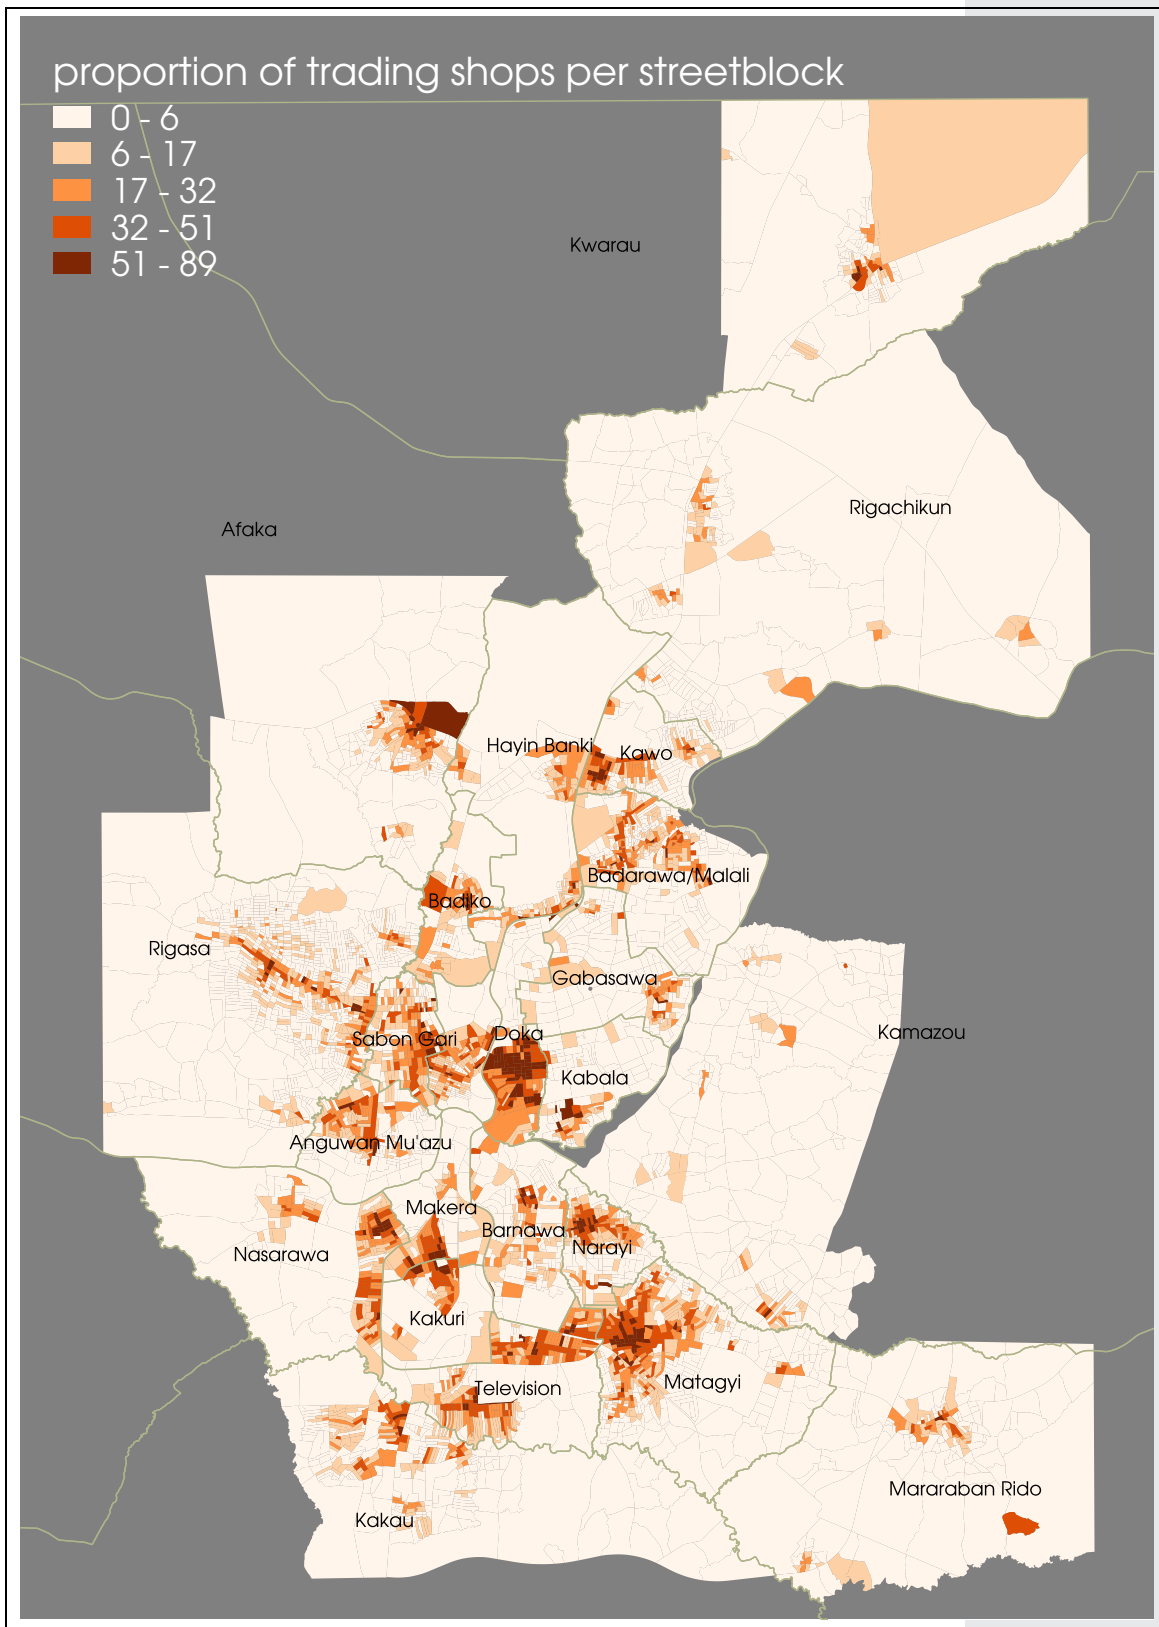 proportion of trading shops per streetblock
0 - 6
6 - 17
17 - 32
32 - 51
51 - 89
Kwarau
Rigachikun
Afaka
Hayin Banki
Kawo
Badarawa/Malali
Badiko
Rigasa
Gabasawa
Kamazou
Doka
Sabon Gari
Kabala
Anguwan Mu'azu
Makera
Barnawa
Narayi
Nasarawa
Kakuri
Matagyi
Television
Mararaban Rido
Kakau